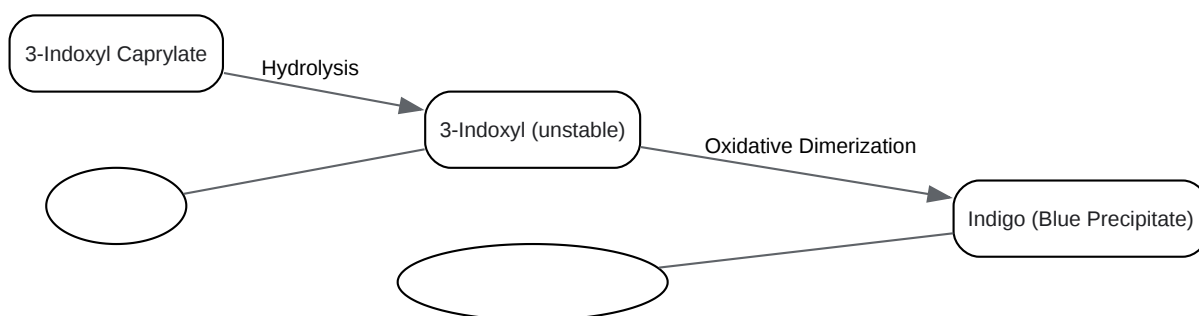 3-Indoxyl Caprylate
Hydrolysis
3-Indoxyl (unstable)
Oxidative Dimerization
Indigo (Blue Precipitate)